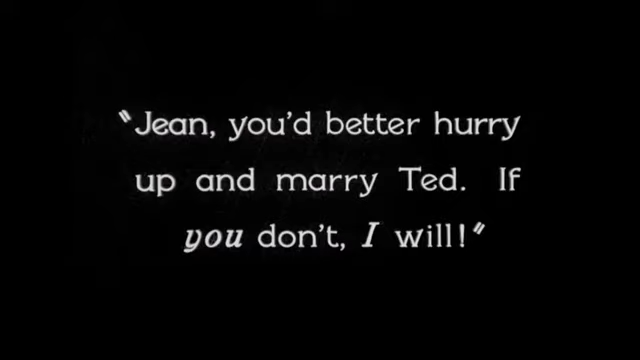 "Jean, you'd better hurry
up and marry Ted. If
you don't, I will!"